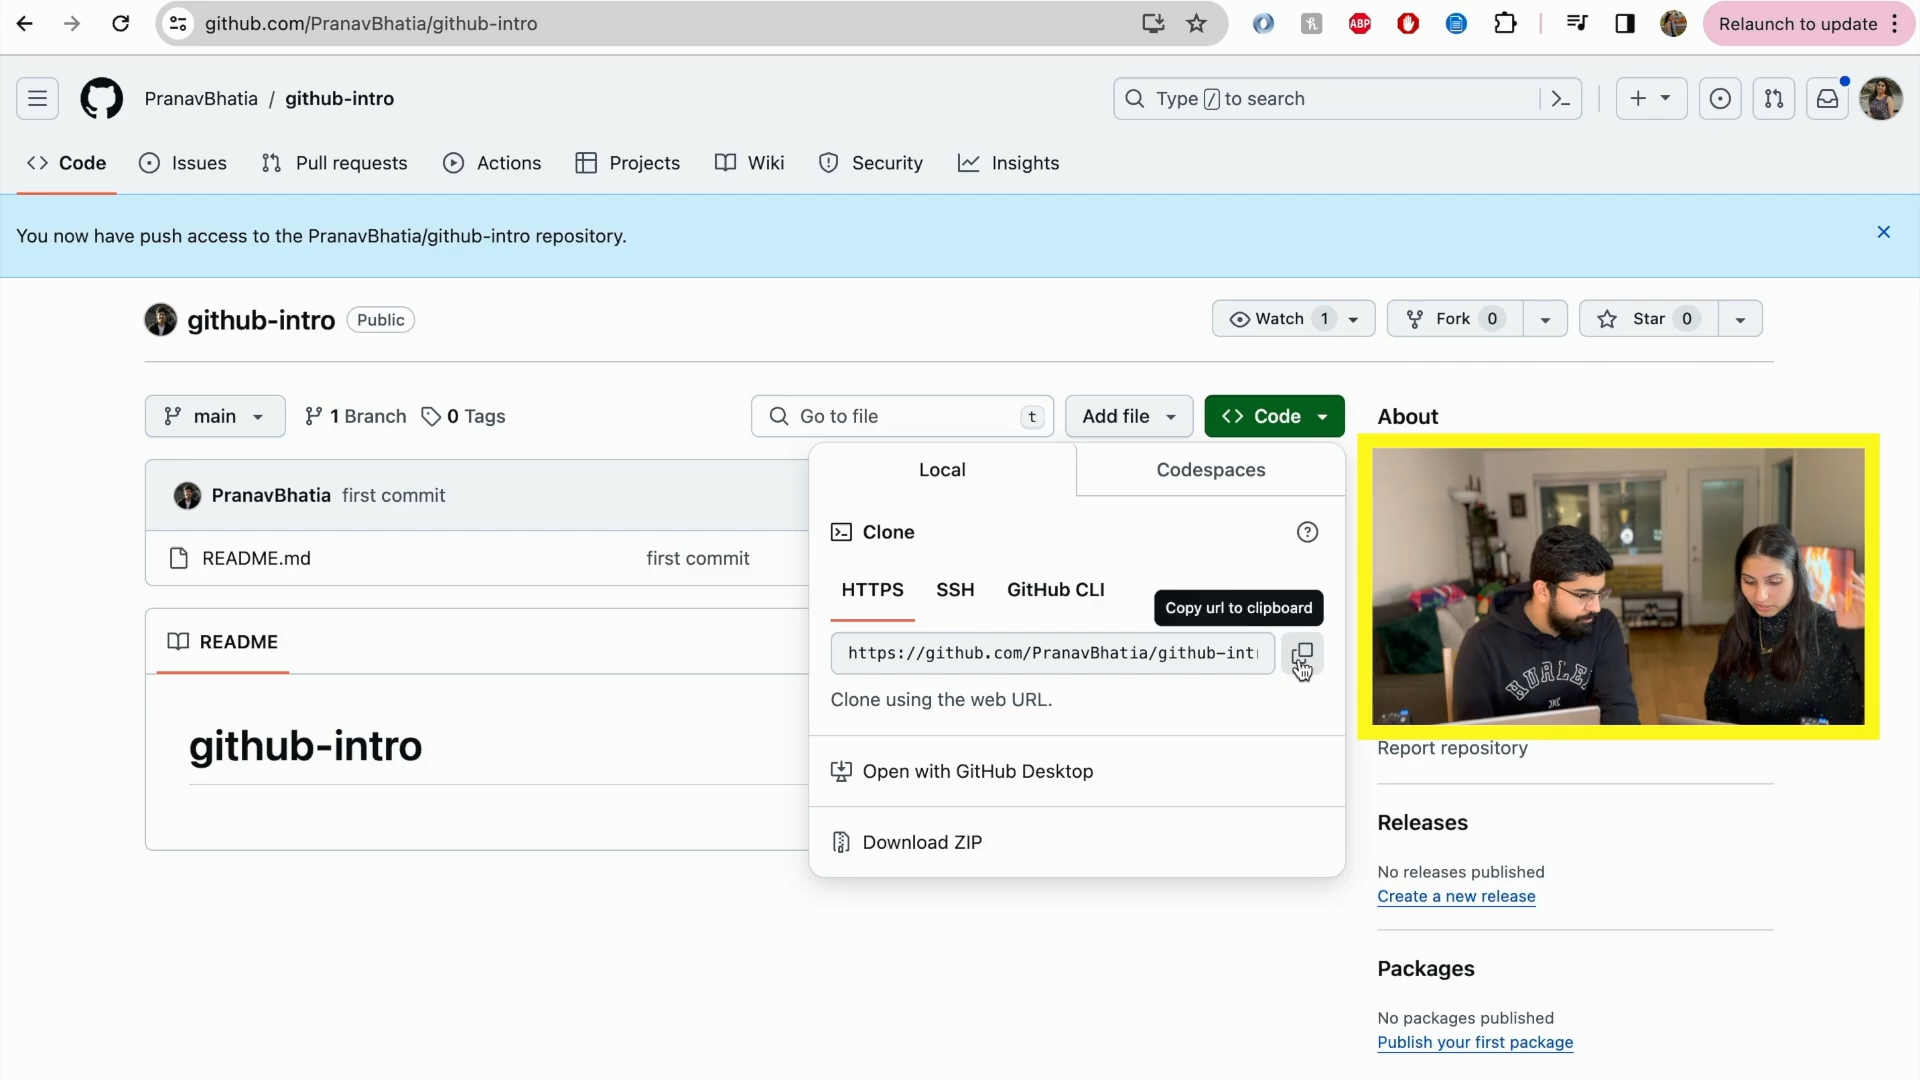 github.com/PranavBhatia/github-intro
ABP
Relaunch to update
PranavBhatia / github-intro
Type / to search
Code Issues Pull requests Actions Projects Wiki Security Insights
You now have push access to the PranavBhatia/github-intro repository.
github-intro Public
Watch 1 Fork 0 Star 0
main 1 Branch 0 Tags Go to file t Add file Code
About
Local Codespaces
PranavBhatia first commit
Clone
README.md first commit
HTTPS SSH GitHub CLI
Copy url to clipboard
README
https://github.com/PranavBhatia/github-intr
Clone using the web URL.
HURLEY
github-intro
Report repository
Open with GitHub Desktop
Releases
Download ZIP
No releases published
Create a new release
Packages
No packages published
Publish your first package